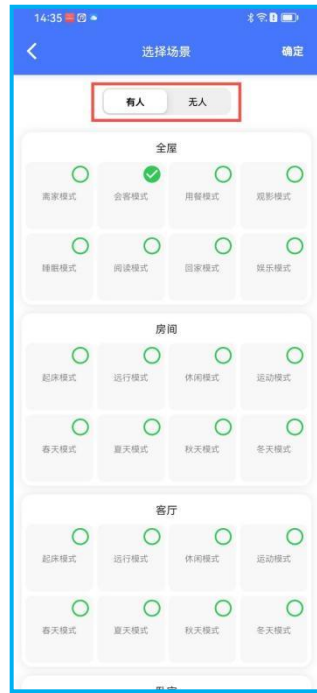 14:35
选择场景 确定
有人 无人
全屋
离家模式 会客模式 用餐模式 观影模式
睡眠模式 阅读模式 回家模式 娱乐模式
房间
起床模式 远行模式 休闲模式 运动模式
春天模式 夏天模式 秋天模式 冬天模式
客厅
起床模式 远行模式 休闲模式 运动模式
春天模式 夏天模式 秋天模式 冬天模式